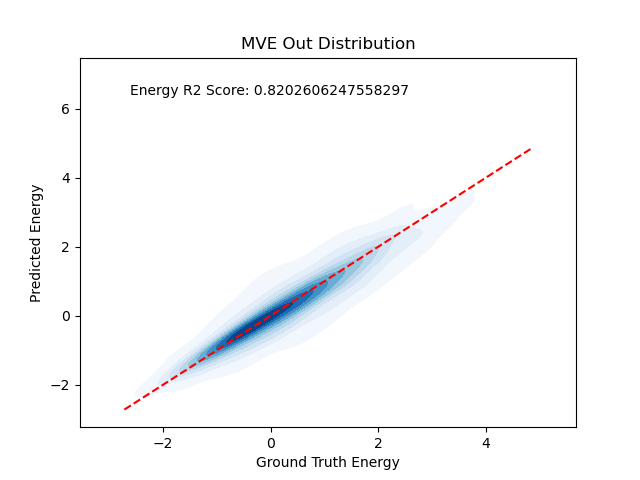 MVE Out Distribution
Energy R2 Score: 0.8202606247558297
Predicted Energy
6
4
2
0
−2
−2
0
2
4
Ground Truth Energy